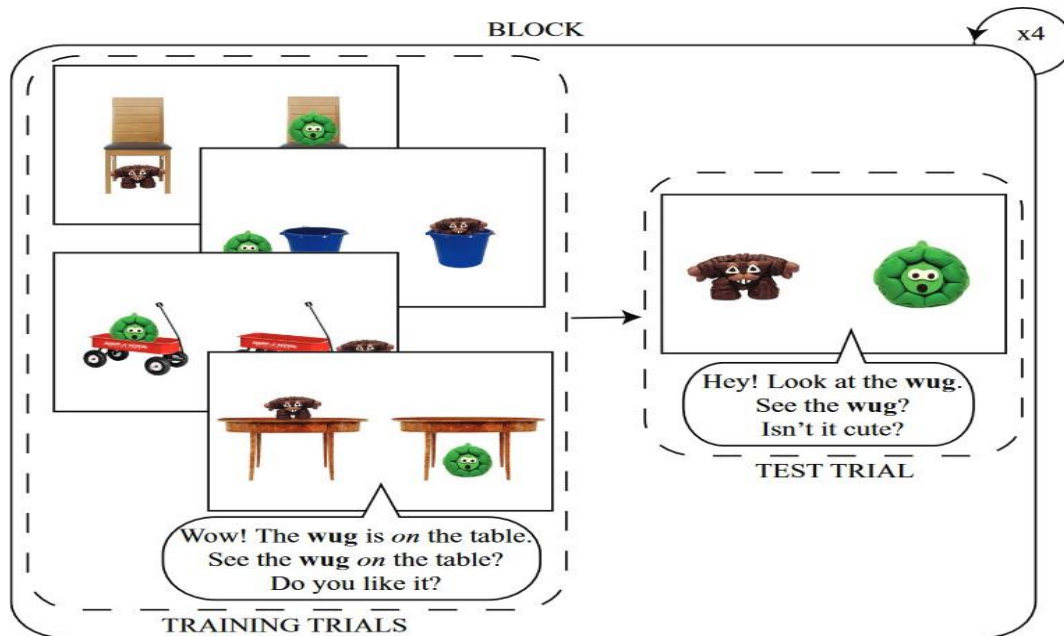 BLOCK
x4
Wow! The wug is on the table.
See the wug on the table?
Do you like it?
TRAINING TRIALS
Hey! Look at the wug.
See the wug?
Isn't it cute?
TEST TRIAL